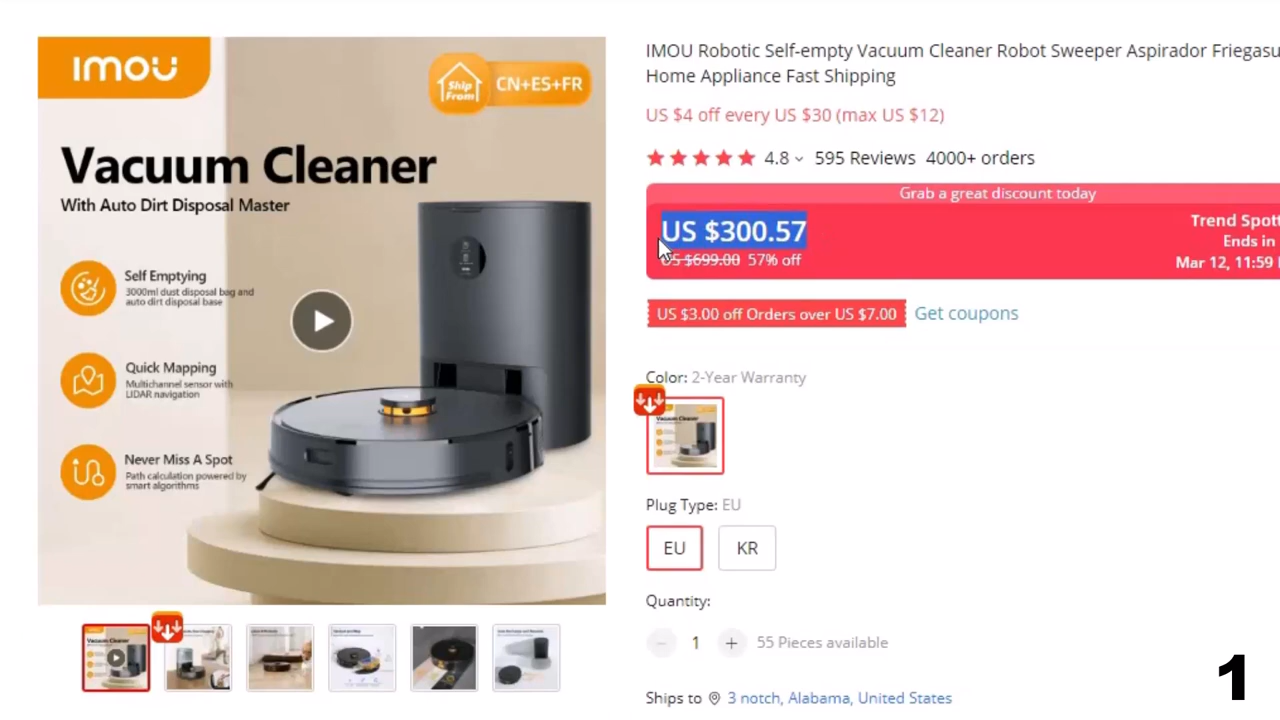 imou
Ship From CN+ES+FR
Vacuum Cleaner
With Auto Dirt Disposal Master
Self Emptying
3000ml dust disposal bag and
auto dirt disposal base
Quick Mapping
Multichannel sensor with
LIDAR navigation
Never Miss A Spot
Path calculation powered by
smart algorithms
IMOU Robotic Self-empty Vacuum Cleaner Robot Sweeper Aspirador Friegasu
Home Appliance Fast Shipping
US $4 off every US $30 (max US $12)
4.8 595 Reviews 4000+ orders
Grab a great discount today
US $300.57
US $699.00 57% off
Trend Spott
Ends in
Mar 12, 11:59
US $3.00 off Orders over US $7.00 Get coupons
Color: 2-Year Warranty
Vacuum Cleaner
Plug Type: EU
EU KR
Quantity:
1 55 Pieces available
Vacuum Cleaner
Ships to 3 notch, Alabama, United States
1